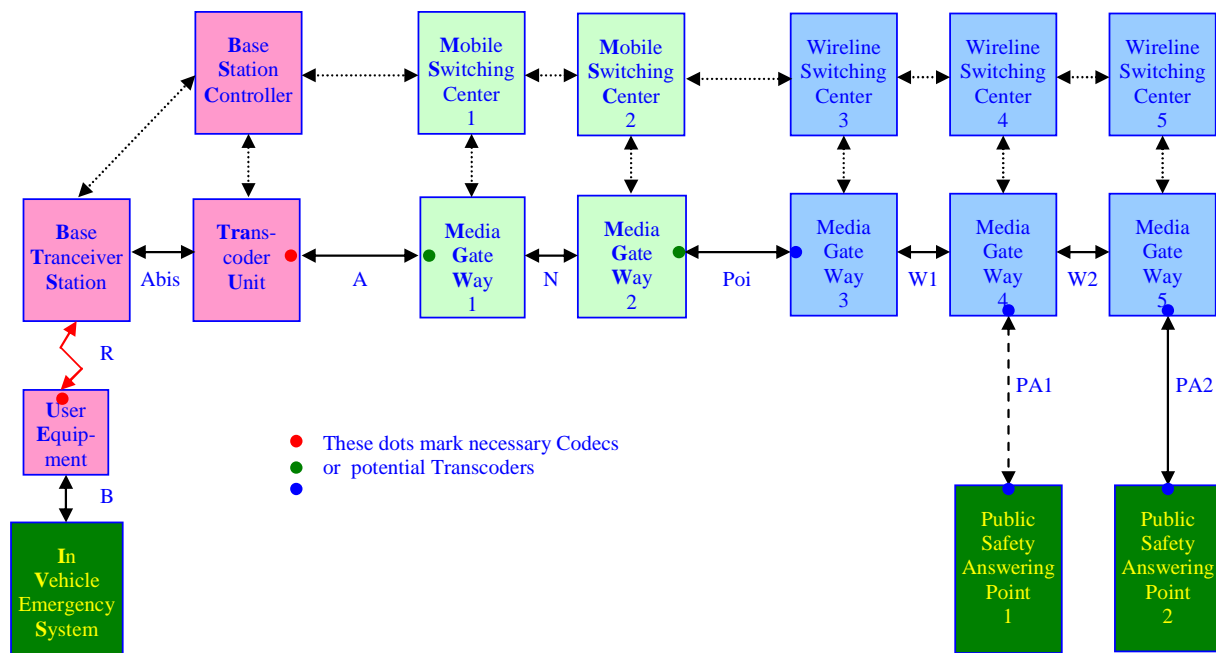 Base
Station
Controller
Mobile
Switching
Center
1
Mobile
Switching
Center
2
Wireline
Switching
Center
3
Wireline
Switching
Center
4
Wireline
Switching
Center
5
Base
Tranceiver
Station
Abis
Trans-
coder
Unit
A
Media
Gate
Way
1
N
Media
Gate
Way
2
Poi
Media
Gate
Way
3
W1
Media
Gate
Way
4
W2
Media
Gate
Way
5
R
User
Equip-
ment
B
In
Vehicle
Emergency
System
These dots mark necessary Codecs
or potential Transcoders
PA1
PA2
Public
Safety
Answering
Point
1
Public
Safety
Answering
Point
2